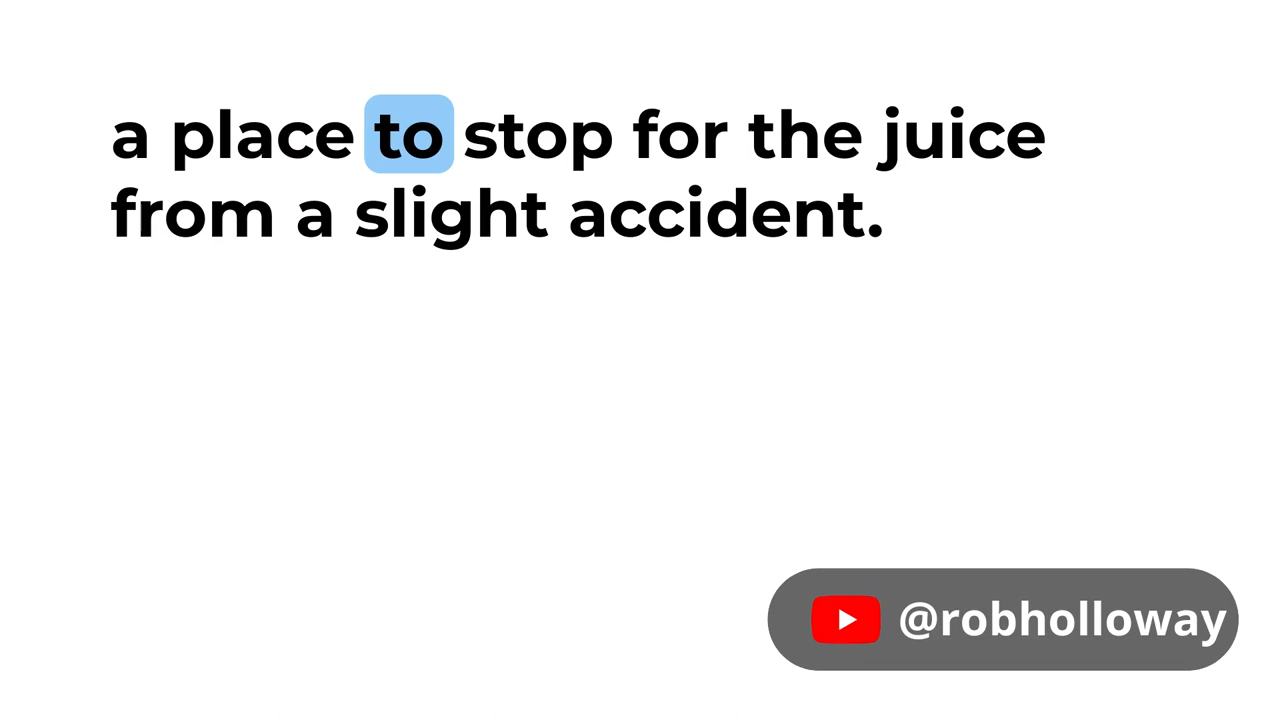 a place to stop for the juice
from a slight accident.
@robholloway